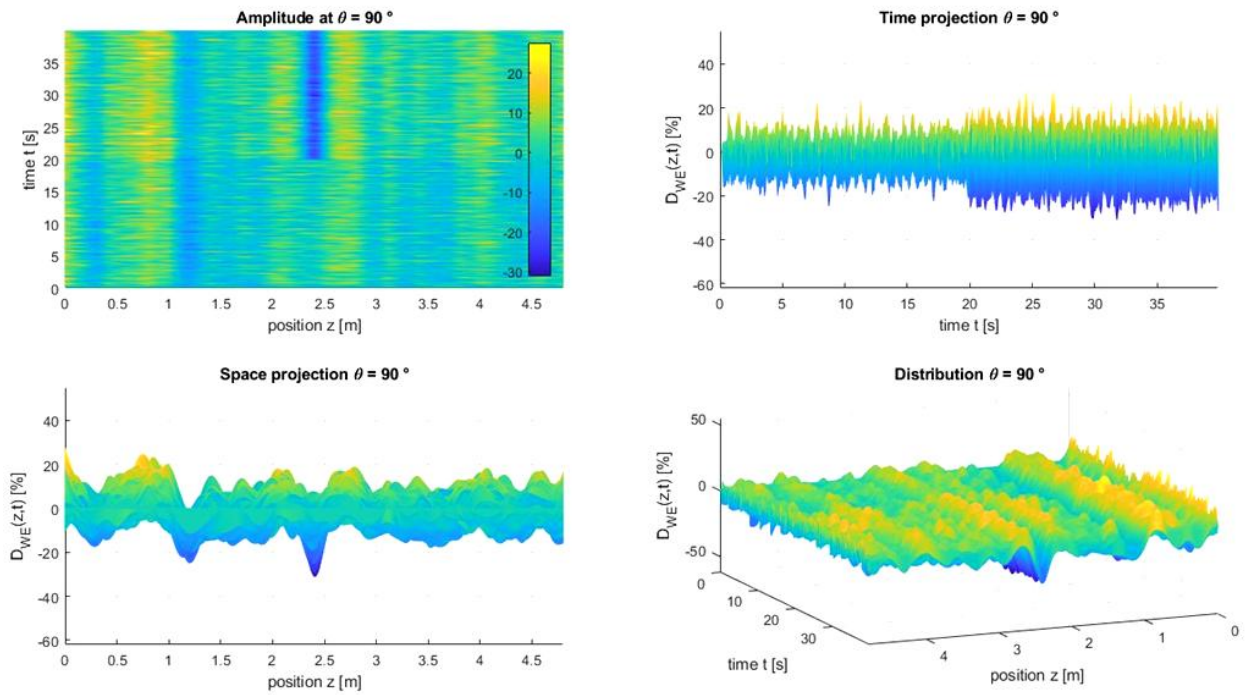 Amplitude at θ = 90 °
time t [s]
35
30
25
20
15
10
5
0
20
10
0
-10
-20
-30
0 0.5 1 1.5 2 2.5 3 3.5 4 4.5
position z [m]
Time projection θ = 90 °
D_WE(z,t) [%]
40
20
0
-20
-40
-60
0 5 10 15 20 25 30 35
time t [s]
Space projection θ = 90 °
D_WE(z,t) [%]
40
20
0
-20
-40
-60
0 0.5 1 1.5 2 2.5 3 3.5 4 4.5
position z [m]
Distribution θ = 90 °
D_WE(z,t) [%]
50
0
-50
0
10
20
30
time t [s]
4 3 2 1 0
position z [m]